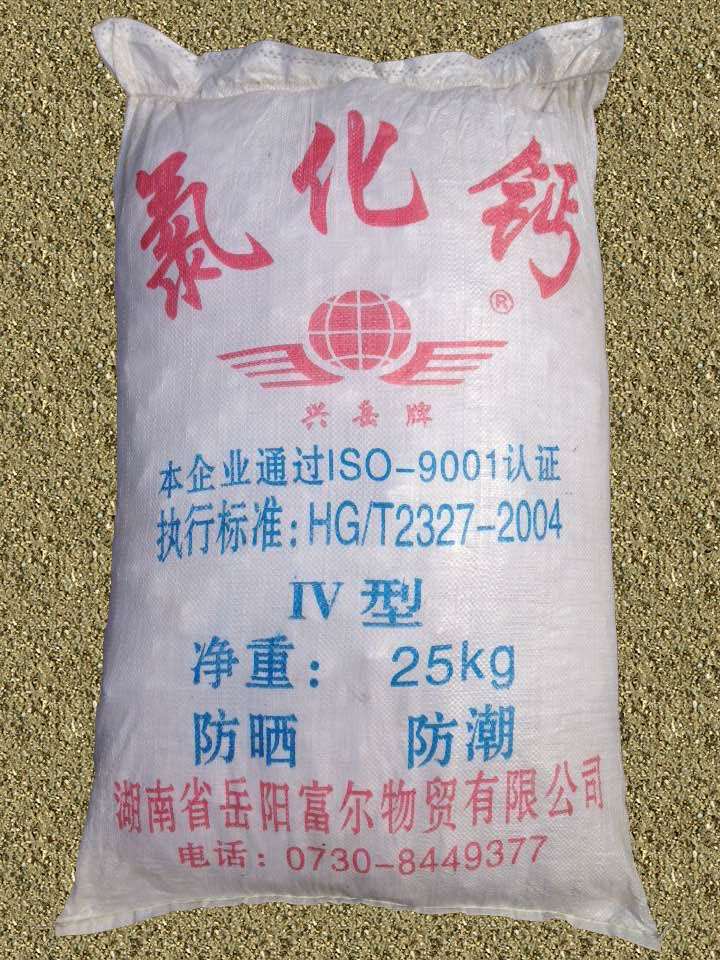 氯化钙
®
兴岳牌
本企业通过ISO-9001认证
执行标准：HG/T2327-2004
IV型
净重：25kg
防晒 防潮
湖南省岳阳富尔物贸有限公司
电话：0730-8449377